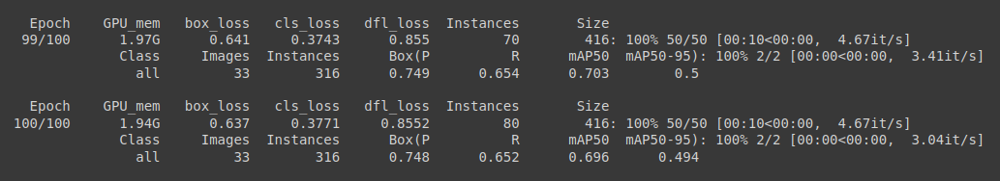 Epoch GPU_mem box_loss cls_loss dfl_loss Instances Size
99/100 1.97G 0.641 0.3743 0.855 70 416: 100% 50/50 [00:10<00:00, 4.67it/s]
Class Images Instances Box(P R mAP50 mAP50-95): 100% 2/2 [00:00<00:00, 3.41it/s]
all 33 316 0.749 0.654 0.703 0.5
Epoch GPU_mem box_loss cls_loss dfl_loss Instances Size
100/100 1.94G 0.637 0.3771 0.8552 80 416: 100% 50/50 [00:10<00:00, 4.67it/s]
Class Images Instances Box(P R mAP50 mAP50-95): 100% 2/2 [00:00<00:00, 3.04it/s]
all 33 316 0.748 0.652 0.696 0.494